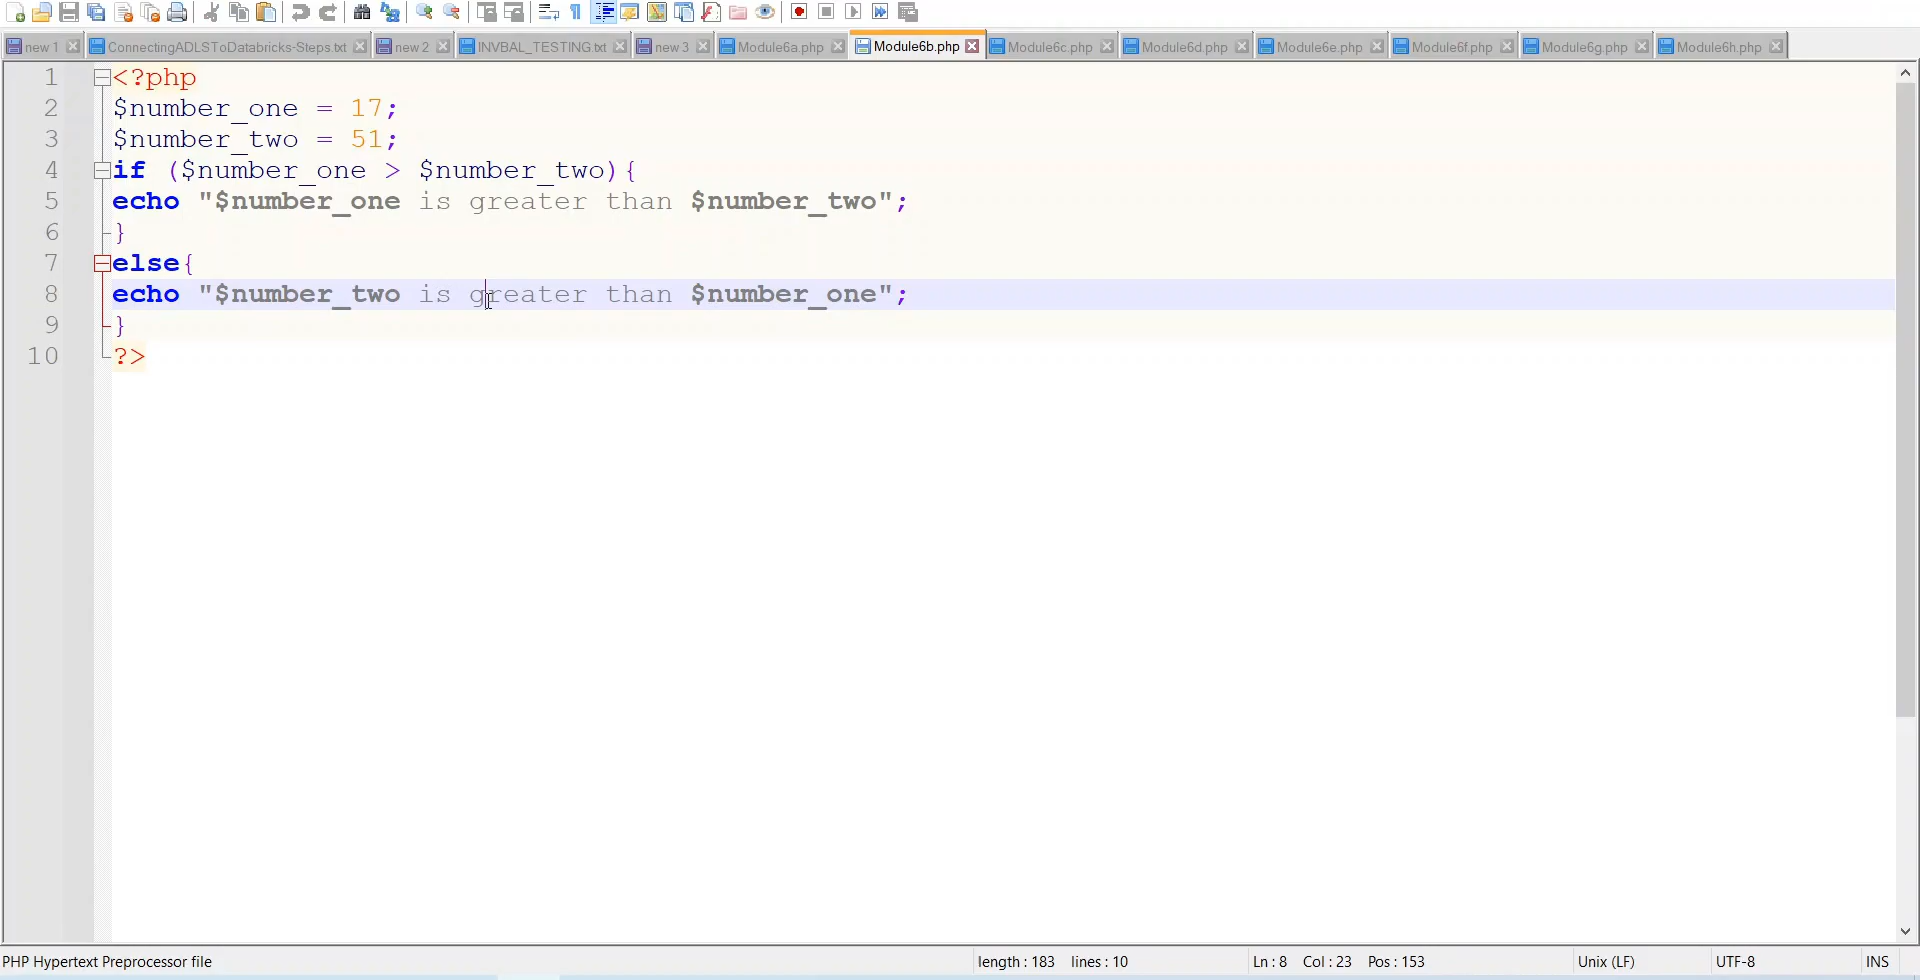 new 1 ConnectingADLSToDatabricks-Steps.txt new 2 INVBAL_TESTING.txt new 3 Module6a.php Module6b.php Module6c.php Module6d.php Module6e.php Module6f.php Module6g.php Module6h.php
1 <?php
2 $number_one = 17;
3 $number_two = 51;
4 if ($number_one > $number_two){
5 echo "$number_one is greater than $number_two";
6 }
7 else{
8 echo "$number_two is greater than $number_one";
9 }
10 ?>
PHP Hypertext Preprocessor file length : 183 lines : 10 Ln : 8 Col : 23 Pos : 153 Unix (LF) UTF-8 INS